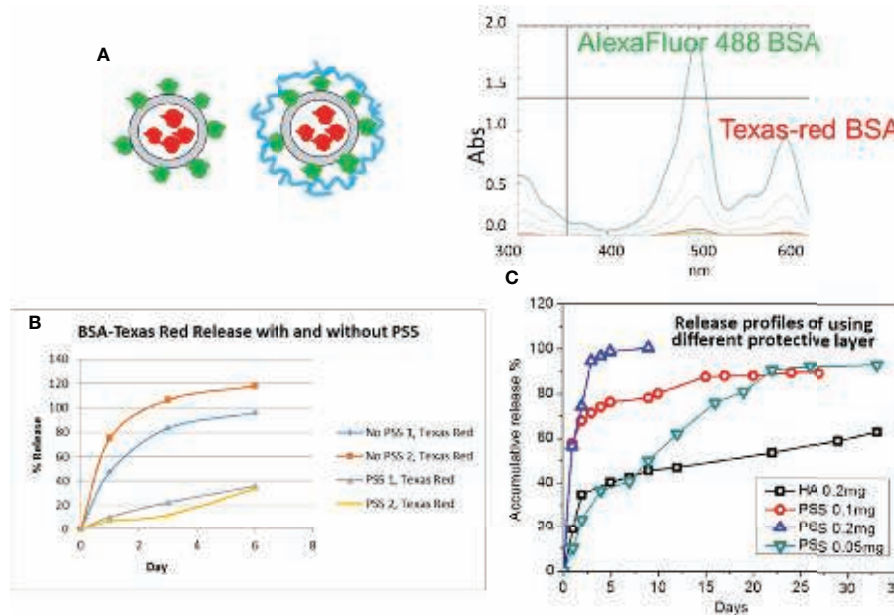 A
2.0
AlexaFluor 488 BSA
1.5
Texas-red BSA
Abs
1.0
0.5
0.0
300
400
500
600
nm
B
BSA-Texas Red Release with and without PSS
140
120
100
80
60
40
20
0
% Release
0
2
4
6
8
Day
No PSS 1, Texas Red
No PSS 2, Texas Red
PSS 1, Texas Red
PSS 2, Texas Red
C
Release profiles of using
different protective layer
120
100
80
60
40
20
0
Accumulative release %
0
5
10
15
20
25
30
Days
HA 0.2mg
PSS 0.1mg
PSS 0.2mg
PSS 0.05mg